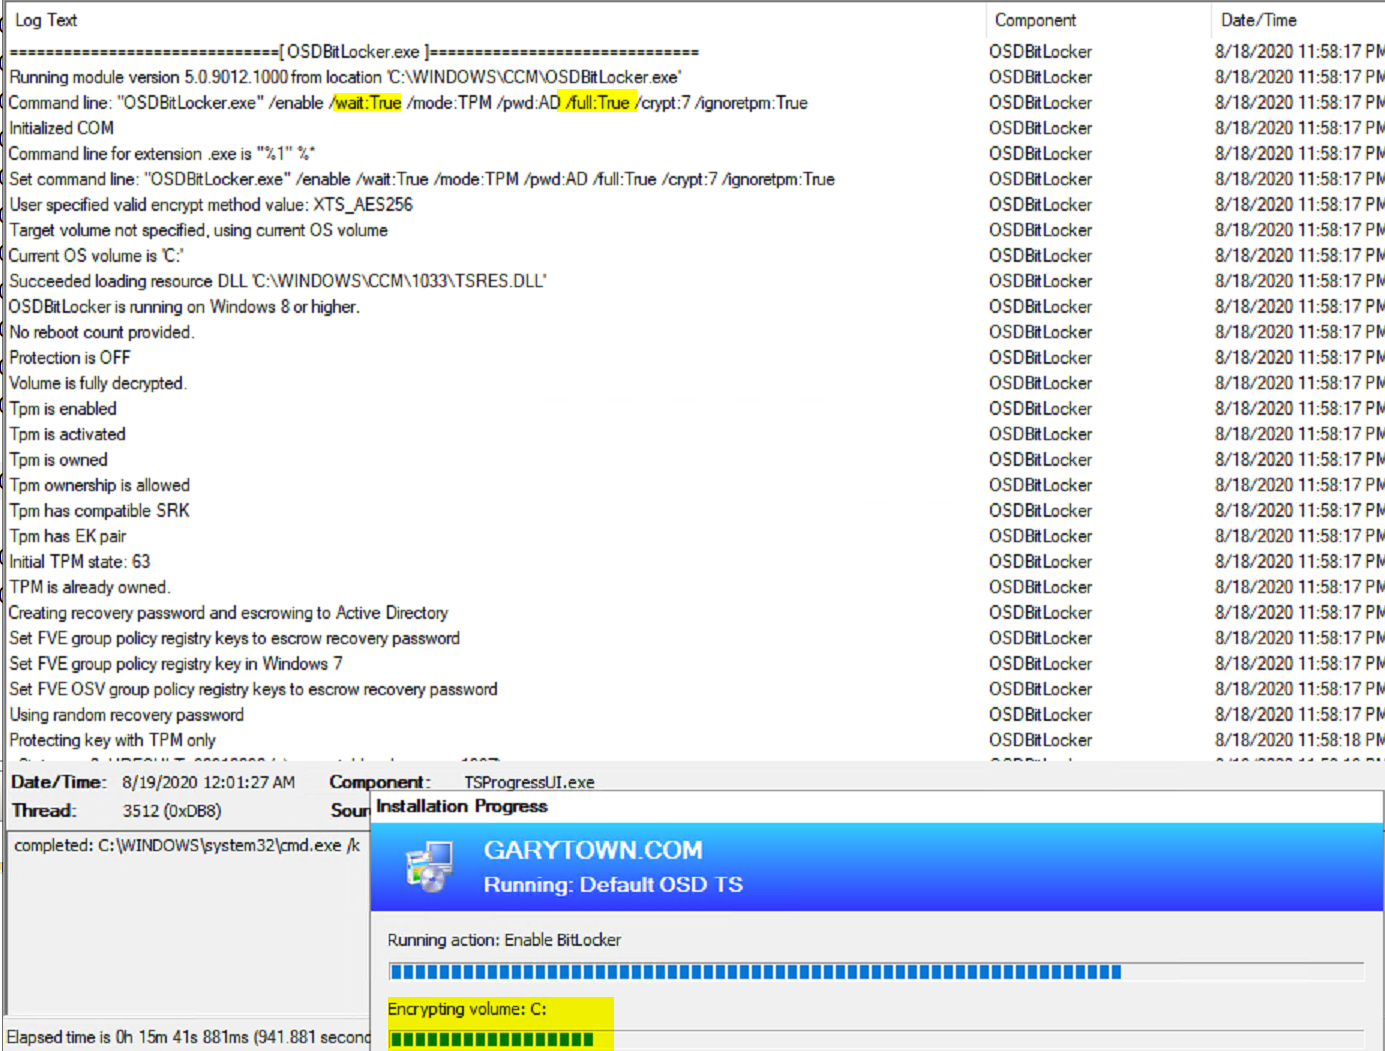 Log Text Component Date/Time
=============================[ OSDBitLocker.exe ]============================= OSDBitLocker 8/18/2020 11:58:17 PM
Running module version 5.0.9012.1000 from location 'C:\WINDOWS\CCM\OSDBitLocker.exe' OSDBitLocker 8/18/2020 11:58:17 PM
Command line: "OSDBitLocker.exe" /enable /wait:True /mode:TPM /pwd:AD /full:True /crypt:7 /ignoretpm:True OSDBitLocker 8/18/2020 11:58:17 PM
Initialized COM OSDBitLocker 8/18/2020 11:58:17 PM
Command line for extension .exe is "%1" %* OSDBitLocker 8/18/2020 11:58:17 PM
Set command line: "OSDBitLocker.exe" /enable /wait:True /mode:TPM /pwd:AD /full:True /crypt:7 /ignoretpm:True OSDBitLocker 8/18/2020 11:58:17 PM
User specified valid encrypt method value: XTS_AES256 OSDBitLocker 8/18/2020 11:58:17 PM
Target volume not specified, using current OS volume OSDBitLocker 8/18/2020 11:58:17 PM
Current OS volume is 'C:' OSDBitLocker 8/18/2020 11:58:17 PM
Succeeded loading resource DLL 'C:\WINDOWS\CCM\1033\TSRES.DLL' OSDBitLocker 8/18/2020 11:58:17 PM
OSDBitLocker is running on Windows 8 or higher. OSDBitLocker 8/18/2020 11:58:17 PM
No reboot count provided. OSDBitLocker 8/18/2020 11:58:17 PM
Protection is OFF OSDBitLocker 8/18/2020 11:58:17 PM
Volume is fully decrypted. OSDBitLocker 8/18/2020 11:58:17 PM
Tpm is enabled OSDBitLocker 8/18/2020 11:58:17 PM
Tpm is activated OSDBitLocker 8/18/2020 11:58:17 PM
Tpm is owned OSDBitLocker 8/18/2020 11:58:17 PM
Tpm ownership is allowed OSDBitLocker 8/18/2020 11:58:17 PM
Tpm has compatible SRK OSDBitLocker 8/18/2020 11:58:17 PM
Tpm has EK pair OSDBitLocker 8/18/2020 11:58:17 PM
Initial TPM state: 63 OSDBitLocker 8/18/2020 11:58:17 PM
TPM is already owned. OSDBitLocker 8/18/2020 11:58:17 PM
Creating recovery password and escrowing to Active Directory OSDBitLocker 8/18/2020 11:58:17 PM
Set FVE group policy registry keys to escrow recovery password OSDBitLocker 8/18/2020 11:58:17 PM
Set FVE group policy registry key in Windows 7 OSDBitLocker 8/18/2020 11:58:17 PM
Set FVE OSV group policy registry keys to escrow recovery password OSDBitLocker 8/18/2020 11:58:17 PM
Using random recovery password OSDBitLocker 8/18/2020 11:58:17 PM
Protecting key with TPM only OSDBitLocker 8/18/2020 11:58:18 PM
Date/Time: 8/19/2020 12:01:27 AM Component: TSProgressUI.exe
Thread: 3512 (0xDB8) Sour
completed: C:\WINDOWS\system32\cmd.exe /k
Elapsed time is 0h 15m 41s 881ms (941.881 second
Installation Progress
GARYTOWN.COM
Running: Default OSD TS
Running action: Enable BitLocker
Encrypting volume: C: